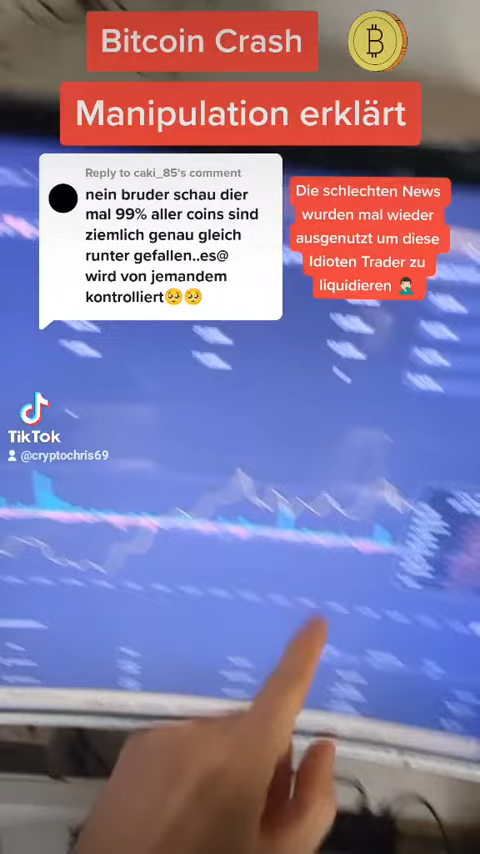 Bitcoin Crash
Manipulation erklärt
Reply to caki_85's comment
nein bruder schau dier
mal 99% aller coins sind
ziemlich genau gleich
runter gefallen..es@
wird von jemandem
kontrolliert🥺🥺
Die schlechten News
wurden mal wieder
ausgenutzt um diese
Idioten Trader zu
liquidieren 🤦🏻‍♂️
TikTok
@cryptochris69